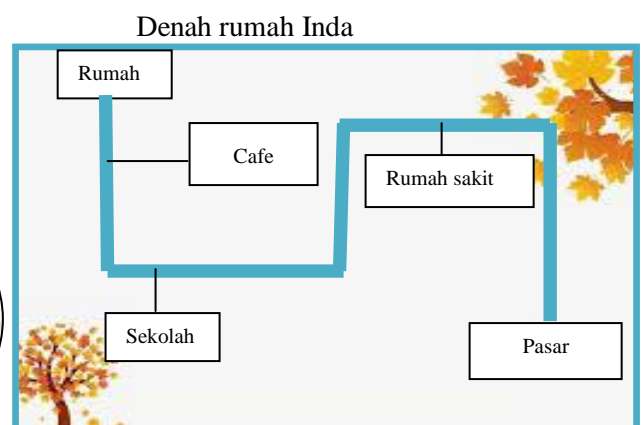 Denah rumah Inda
Rumah
Cafe
Rumah sakit
Sekolah
Pasar